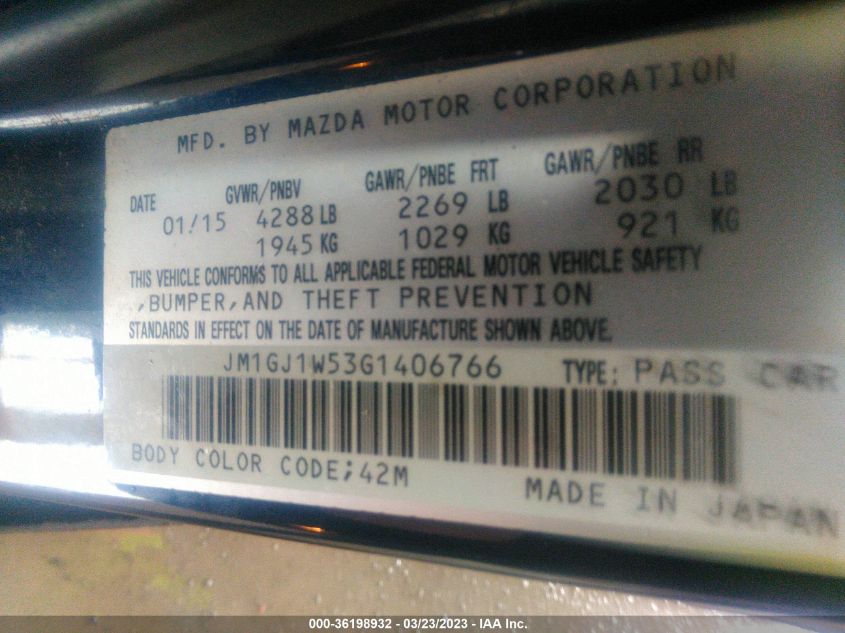 MFD. BY MAZDA MOTOR CORPORATION
DATE GVWR/PNBV GAWR/PNBE FRT GAWR/PNBE RR
01/15 4288 LB 2269 LB 2030 LB
1945 KG 1029 KG 921 KG
THIS VEHICLE CONFORMS TO ALL APPLICABLE FEDERAL MOTOR VEHICLE SAFETY
,BUMPER,AND THEFT PREVENTION
STANDARDS IN EFFECT ON THE DATE OF MANUFACTURE SHOWN ABOVE.
JM1GJ1W53G1406766 TYPE: PASS CAR
BODY COLOR CODE;42M
MADE IN JAPAN
000-36198932 - 03/23/2023 - IAA Inc.